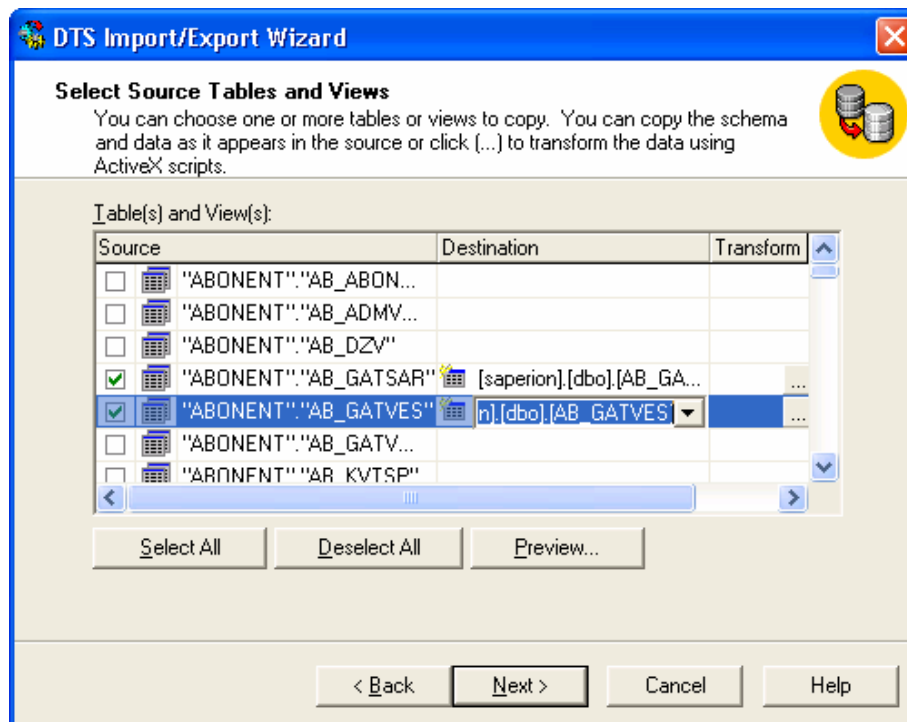 DTS Import/Export Wizard
Select Source Tables and Views
You can choose one or more tables or views to copy. You can copy the schema
and data as it appears in the source or click (...) to transform the data using
ActiveX scripts.
Table(s) and View(s):
Source Destination Transform
"ABONENT"."AB_ABON...
"ABONENT"."AB_ADMV...
"ABONENT"."AB_DZV"
"ABONENT"."AB_GATSAR" [saperion].[dbo].[AB_GA... ...
"ABONENT"."AB_GATVES" n].[dbo].[AB_GATVES] ...
"ABONENT"."AB_GATV...
"ABONENT"."AB_KVTSP"
Select All Deselect All Preview...
< Back Next > Cancel Help